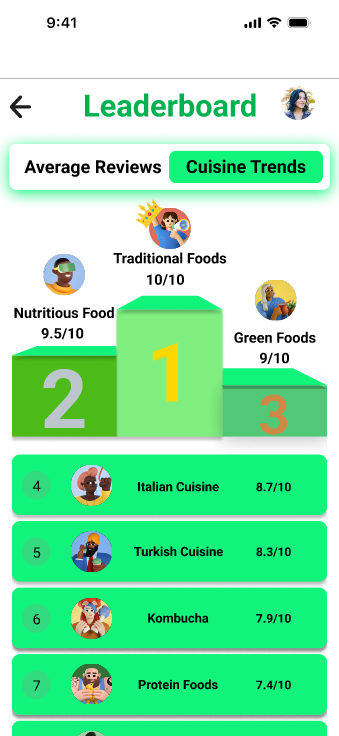 9:41
Leaderboard
Average Reviews
Cuisine Trends
Traditional Foods
10/10
Nutritious Food
9.5/10
Green Foods
9/10
1
2
3
4 Italian Cuisine 8.7/10
5 Turkish Cuisine 8.3/10
6 Kombucha 7.9/10
7 Protein Foods 7.4/10